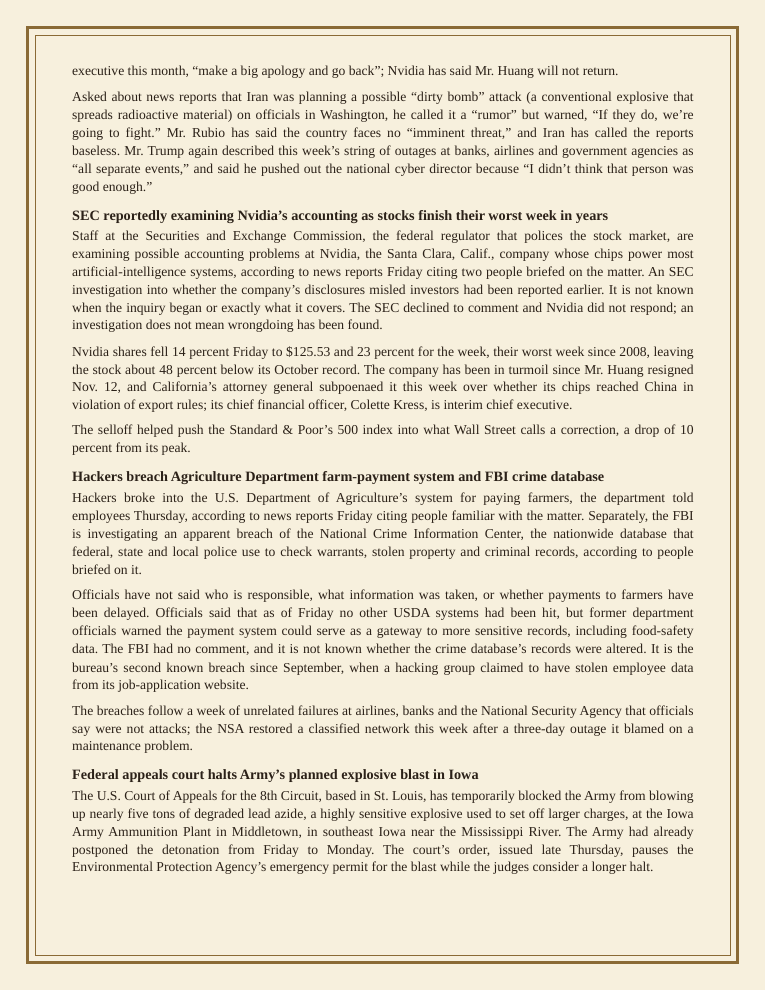 executive this month, “make a big apology and go back”; Nvidia has said Mr. Huang will not return.
Asked about news reports that Iran was planning a possible “dirty bomb” attack (a conventional explosive that
spreads radioactive material) on officials in Washington, he called it a “rumor” but warned, “If they do, we’re
going to fight.” Mr. Rubio has said the country faces no “imminent threat,” and Iran has called the reports
baseless. Mr. Trump again described this week’s string of outages at banks, airlines and government agencies as
“all separate events,” and said he pushed out the national cyber director because “I didn’t think that person was
good enough.”
SEC reportedly examining Nvidia’s accounting as stocks finish their worst week in years
Staff at the Securities and Exchange Commission, the federal regulator that polices the stock market, are
examining possible accounting problems at Nvidia, the Santa Clara, Calif., company whose chips power most
artificial-intelligence systems, according to news reports Friday citing two people briefed on the matter. An SEC
investigation into whether the company’s disclosures misled investors had been reported earlier. It is not known
when the inquiry began or exactly what it covers. The SEC declined to comment and Nvidia did not respond; an
investigation does not mean wrongdoing has been found.
Nvidia shares fell 14 percent Friday to $125.53 and 23 percent for the week, their worst week since 2008, leaving
the stock about 48 percent below its October record. The company has been in turmoil since Mr. Huang resigned
Nov. 12, and California’s attorney general subpoenaed it this week over whether its chips reached China in
violation of export rules; its chief financial officer, Colette Kress, is interim chief executive.
The selloff helped push the Standard & Poor’s 500 index into what Wall Street calls a correction, a drop of 10
percent from its peak.
Hackers breach Agriculture Department farm-payment system and FBI crime database
Hackers broke into the U.S. Department of Agriculture’s system for paying farmers, the department told
employees Thursday, according to news reports Friday citing people familiar with the matter. Separately, the FBI
is investigating an apparent breach of the National Crime Information Center, the nationwide database that
federal, state and local police use to check warrants, stolen property and criminal records, according to people
briefed on it.
Officials have not said who is responsible, what information was taken, or whether payments to farmers have
been delayed. Officials said that as of Friday no other USDA systems had been hit, but former department
officials warned the payment system could serve as a gateway to more sensitive records, including food-safety
data. The FBI had no comment, and it is not known whether the crime database’s records were altered. It is the
bureau’s second known breach since September, when a hacking group claimed to have stolen employee data
from its job-application website.
The breaches follow a week of unrelated failures at airlines, banks and the National Security Agency that officials
say were not attacks; the NSA restored a classified network this week after a three-day outage it blamed on a
maintenance problem.
Federal appeals court halts Army’s planned explosive blast in Iowa
The U.S. Court of Appeals for the 8th Circuit, based in St. Louis, has temporarily blocked the Army from blowing
up nearly five tons of degraded lead azide, a highly sensitive explosive used to set off larger charges, at the Iowa
Army Ammunition Plant in Middletown, in southeast Iowa near the Mississippi River. The Army had already
postponed the detonation from Friday to Monday. The court’s order, issued late Thursday, pauses the
Environmental Protection Agency’s emergency permit for the blast while the judges consider a longer halt.